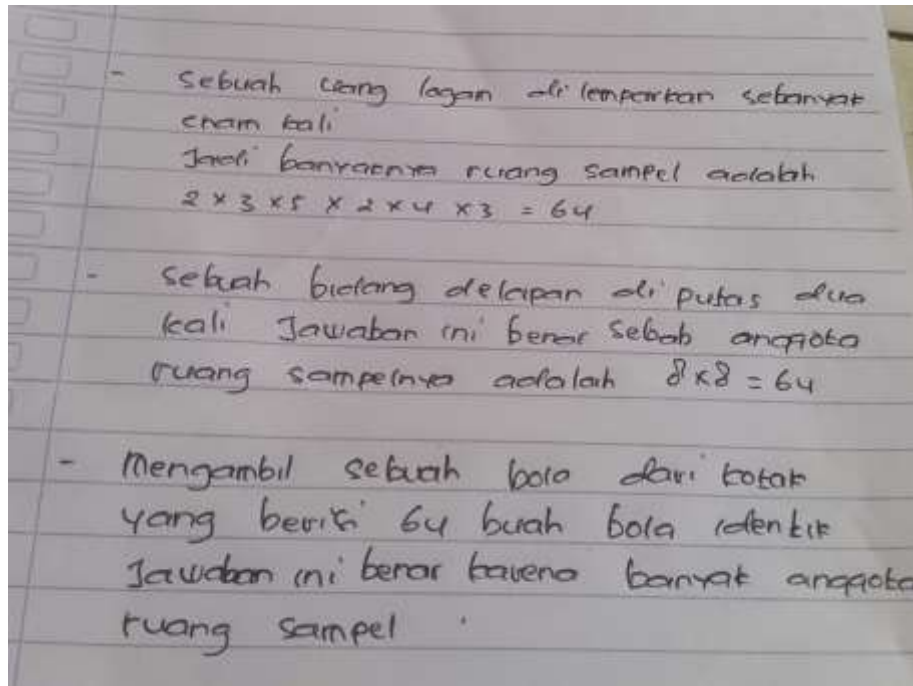 - Sebuah uang logam di lemparkan sebanyak
enam kali
Jadi banyaknya ruang sampel adalah
2 x 3 x 5 x 2 x 4 x 3 = 64
- Sebuah bidang delapan di putar dua
kali Jawaban ini benar sebab anggota
ruang sampelnya adalah 8x8 = 64
- Mengambil sebuah bola dari kotak
yang berisi 64 buah bola identik
Jawaban ini benar karena banyak anggota
ruang sampel .